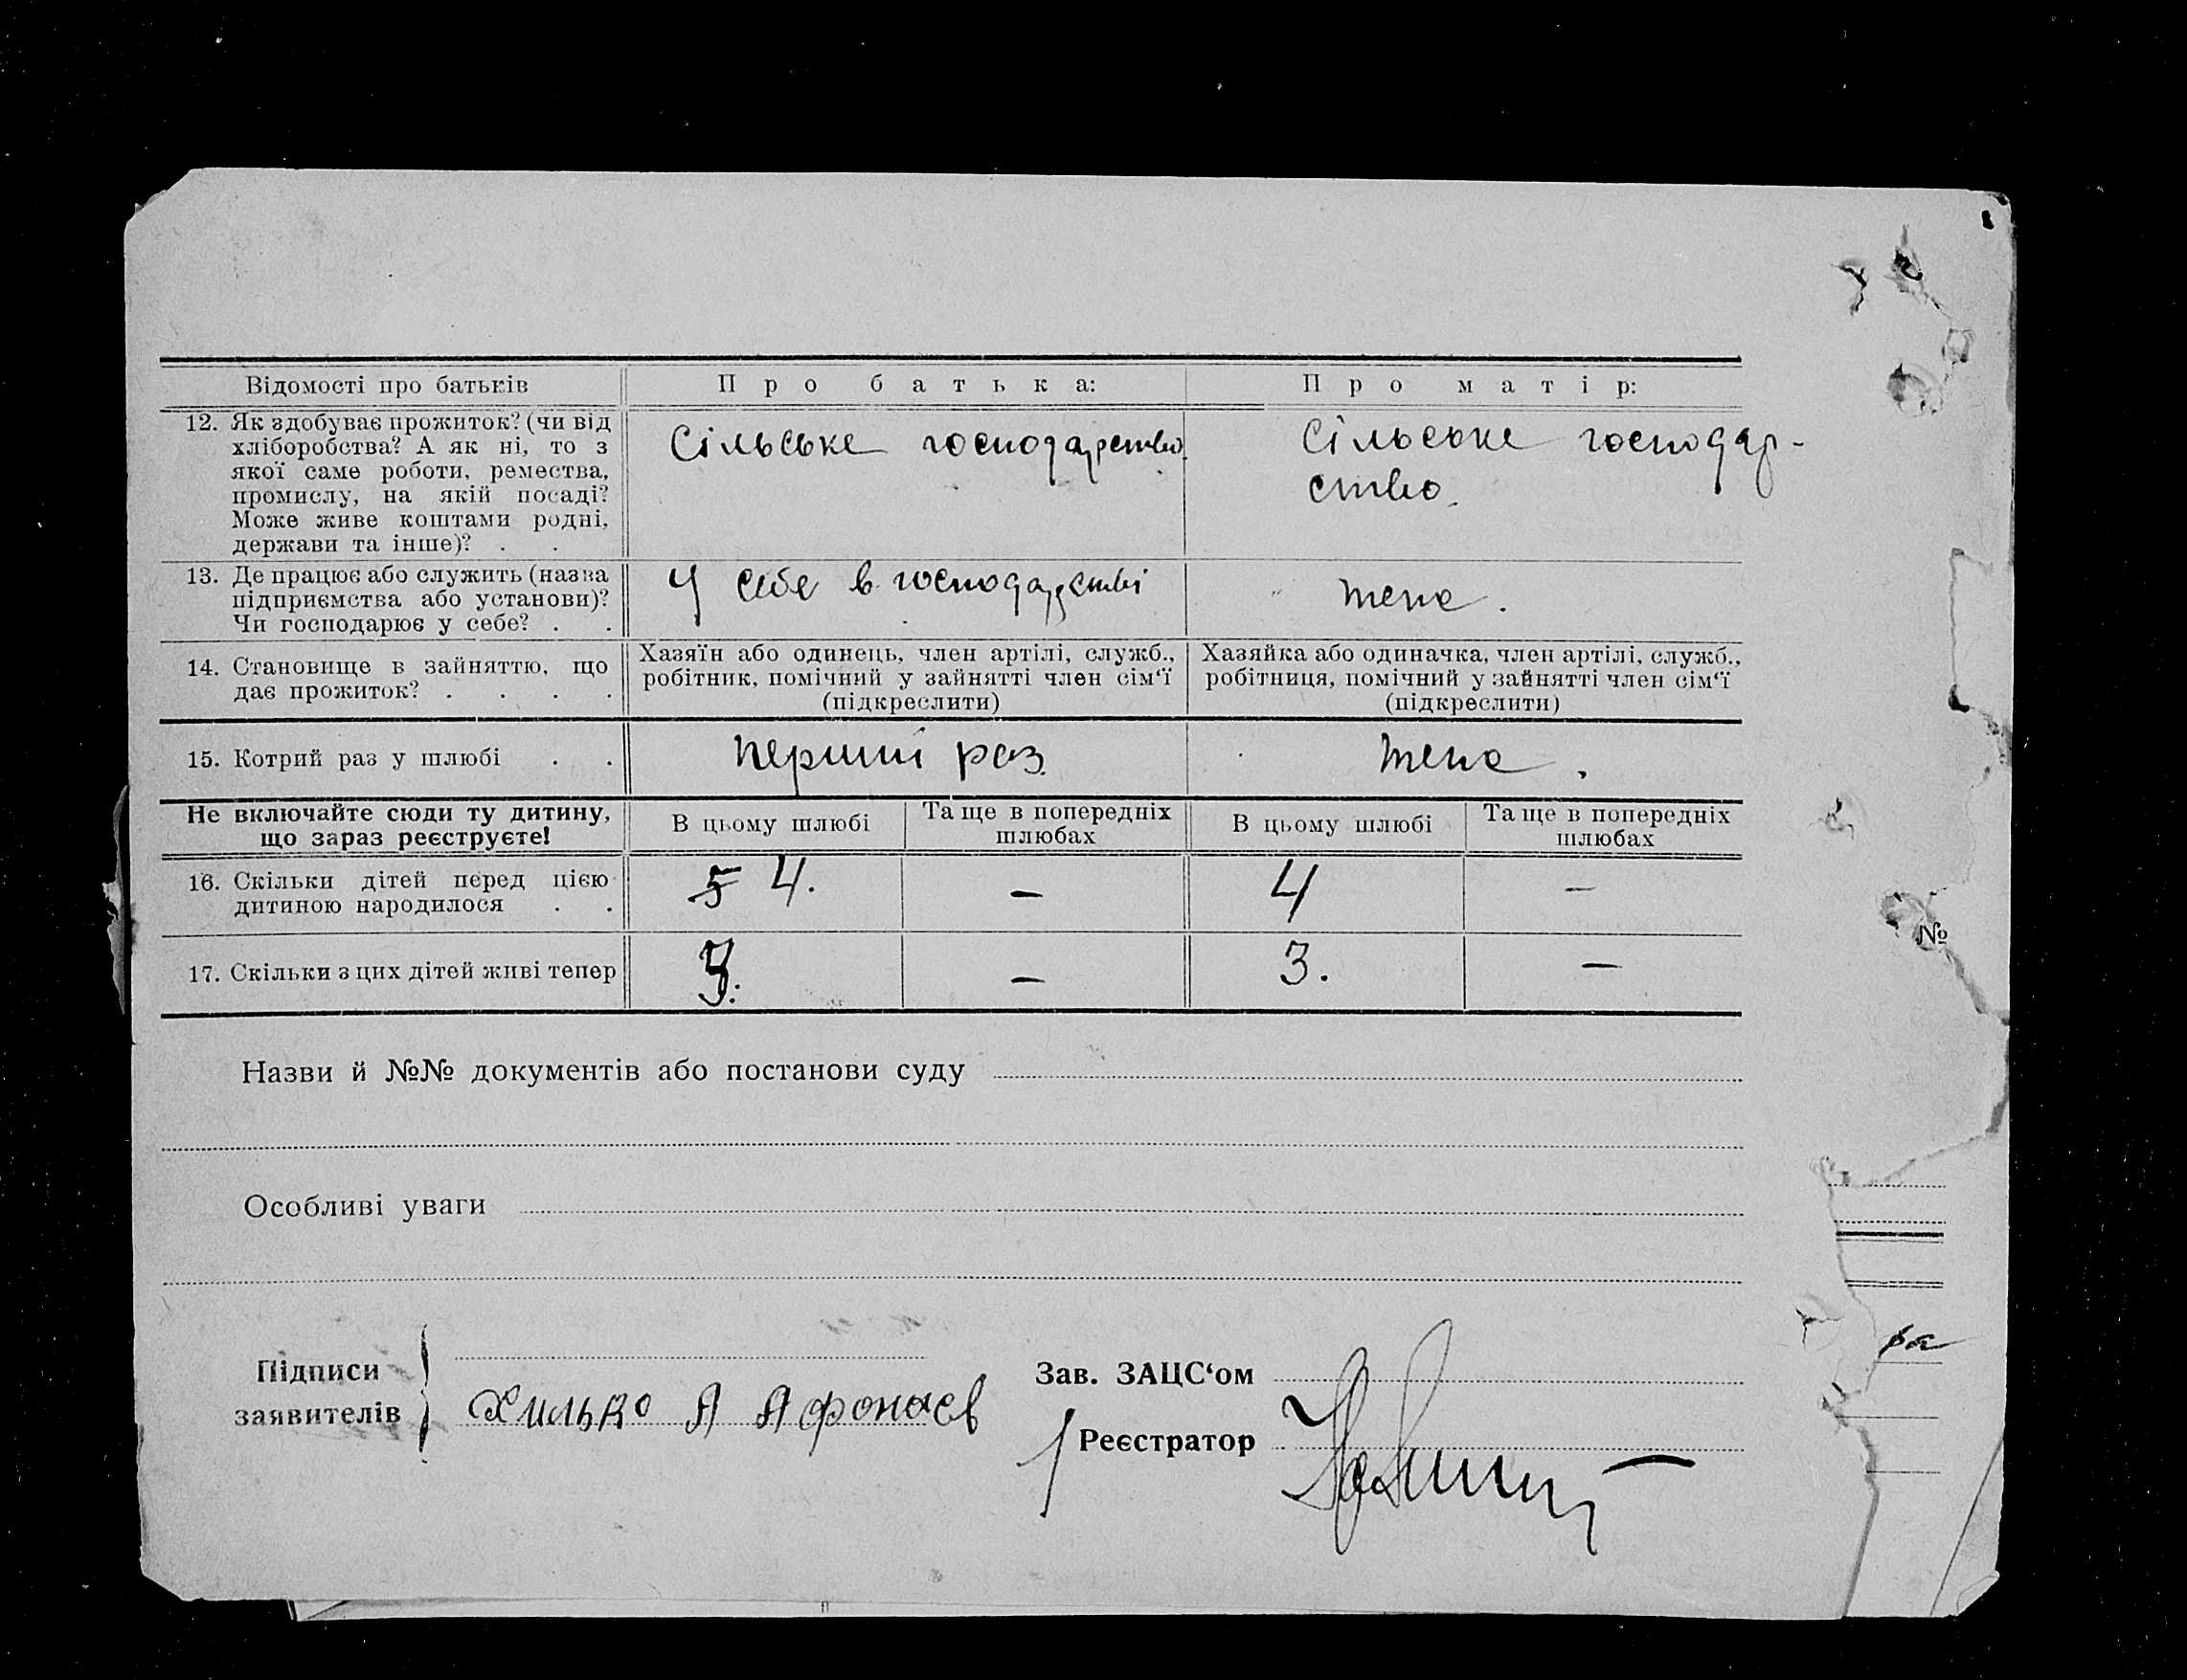 Відомості про батьків
Про батька:
Про матір:
12. Як здобуває прожиток? (чи від
хліборобства? А як ні, то з
якої саме роботи, ремества,
промислу, на якій посаді?
Може живе коштами родні,
держави та інше)? . .
Сільське господарство
Сільське господар-
ство.
13. Де працює або служить (назва
підприємства або установи)?
Чи господарює у себе? . .
У себе в господарстві
теж .
14. Становище в зайняттю, що
дає прожиток? . . . .
Хазяїн або одинець, член артілі, служб.,
робітник, помічний у зайнятті член сім‘ї
(підкреслити)
Хазяйка або одиначка, член артілі, служб.,
робітниця, помічний у зайнятті член сім‘ї
(підкреслити)
15. Котрий раз у шлюбі . .
перший раз
Не включайте сюди ту дитину,
що зараз реєструєте!
В цьому шлюбі
Та ще в попередніх
шлюбах
В цьому шлюбі
Та ще в попередніх
шлюбах
16. Скільки дітей перед цією
дитиною народилося . .
5 4.
—
4
—
17. Скільки з цих дітей живі тепер
3.
—
3.
—
№
Назви й №№ документів або постанови суду
Особливі уваги
Підписи
заявителів
Хилько А Афонаєв
Зав. ЗАЦС‘ом
Реєстратор
ра